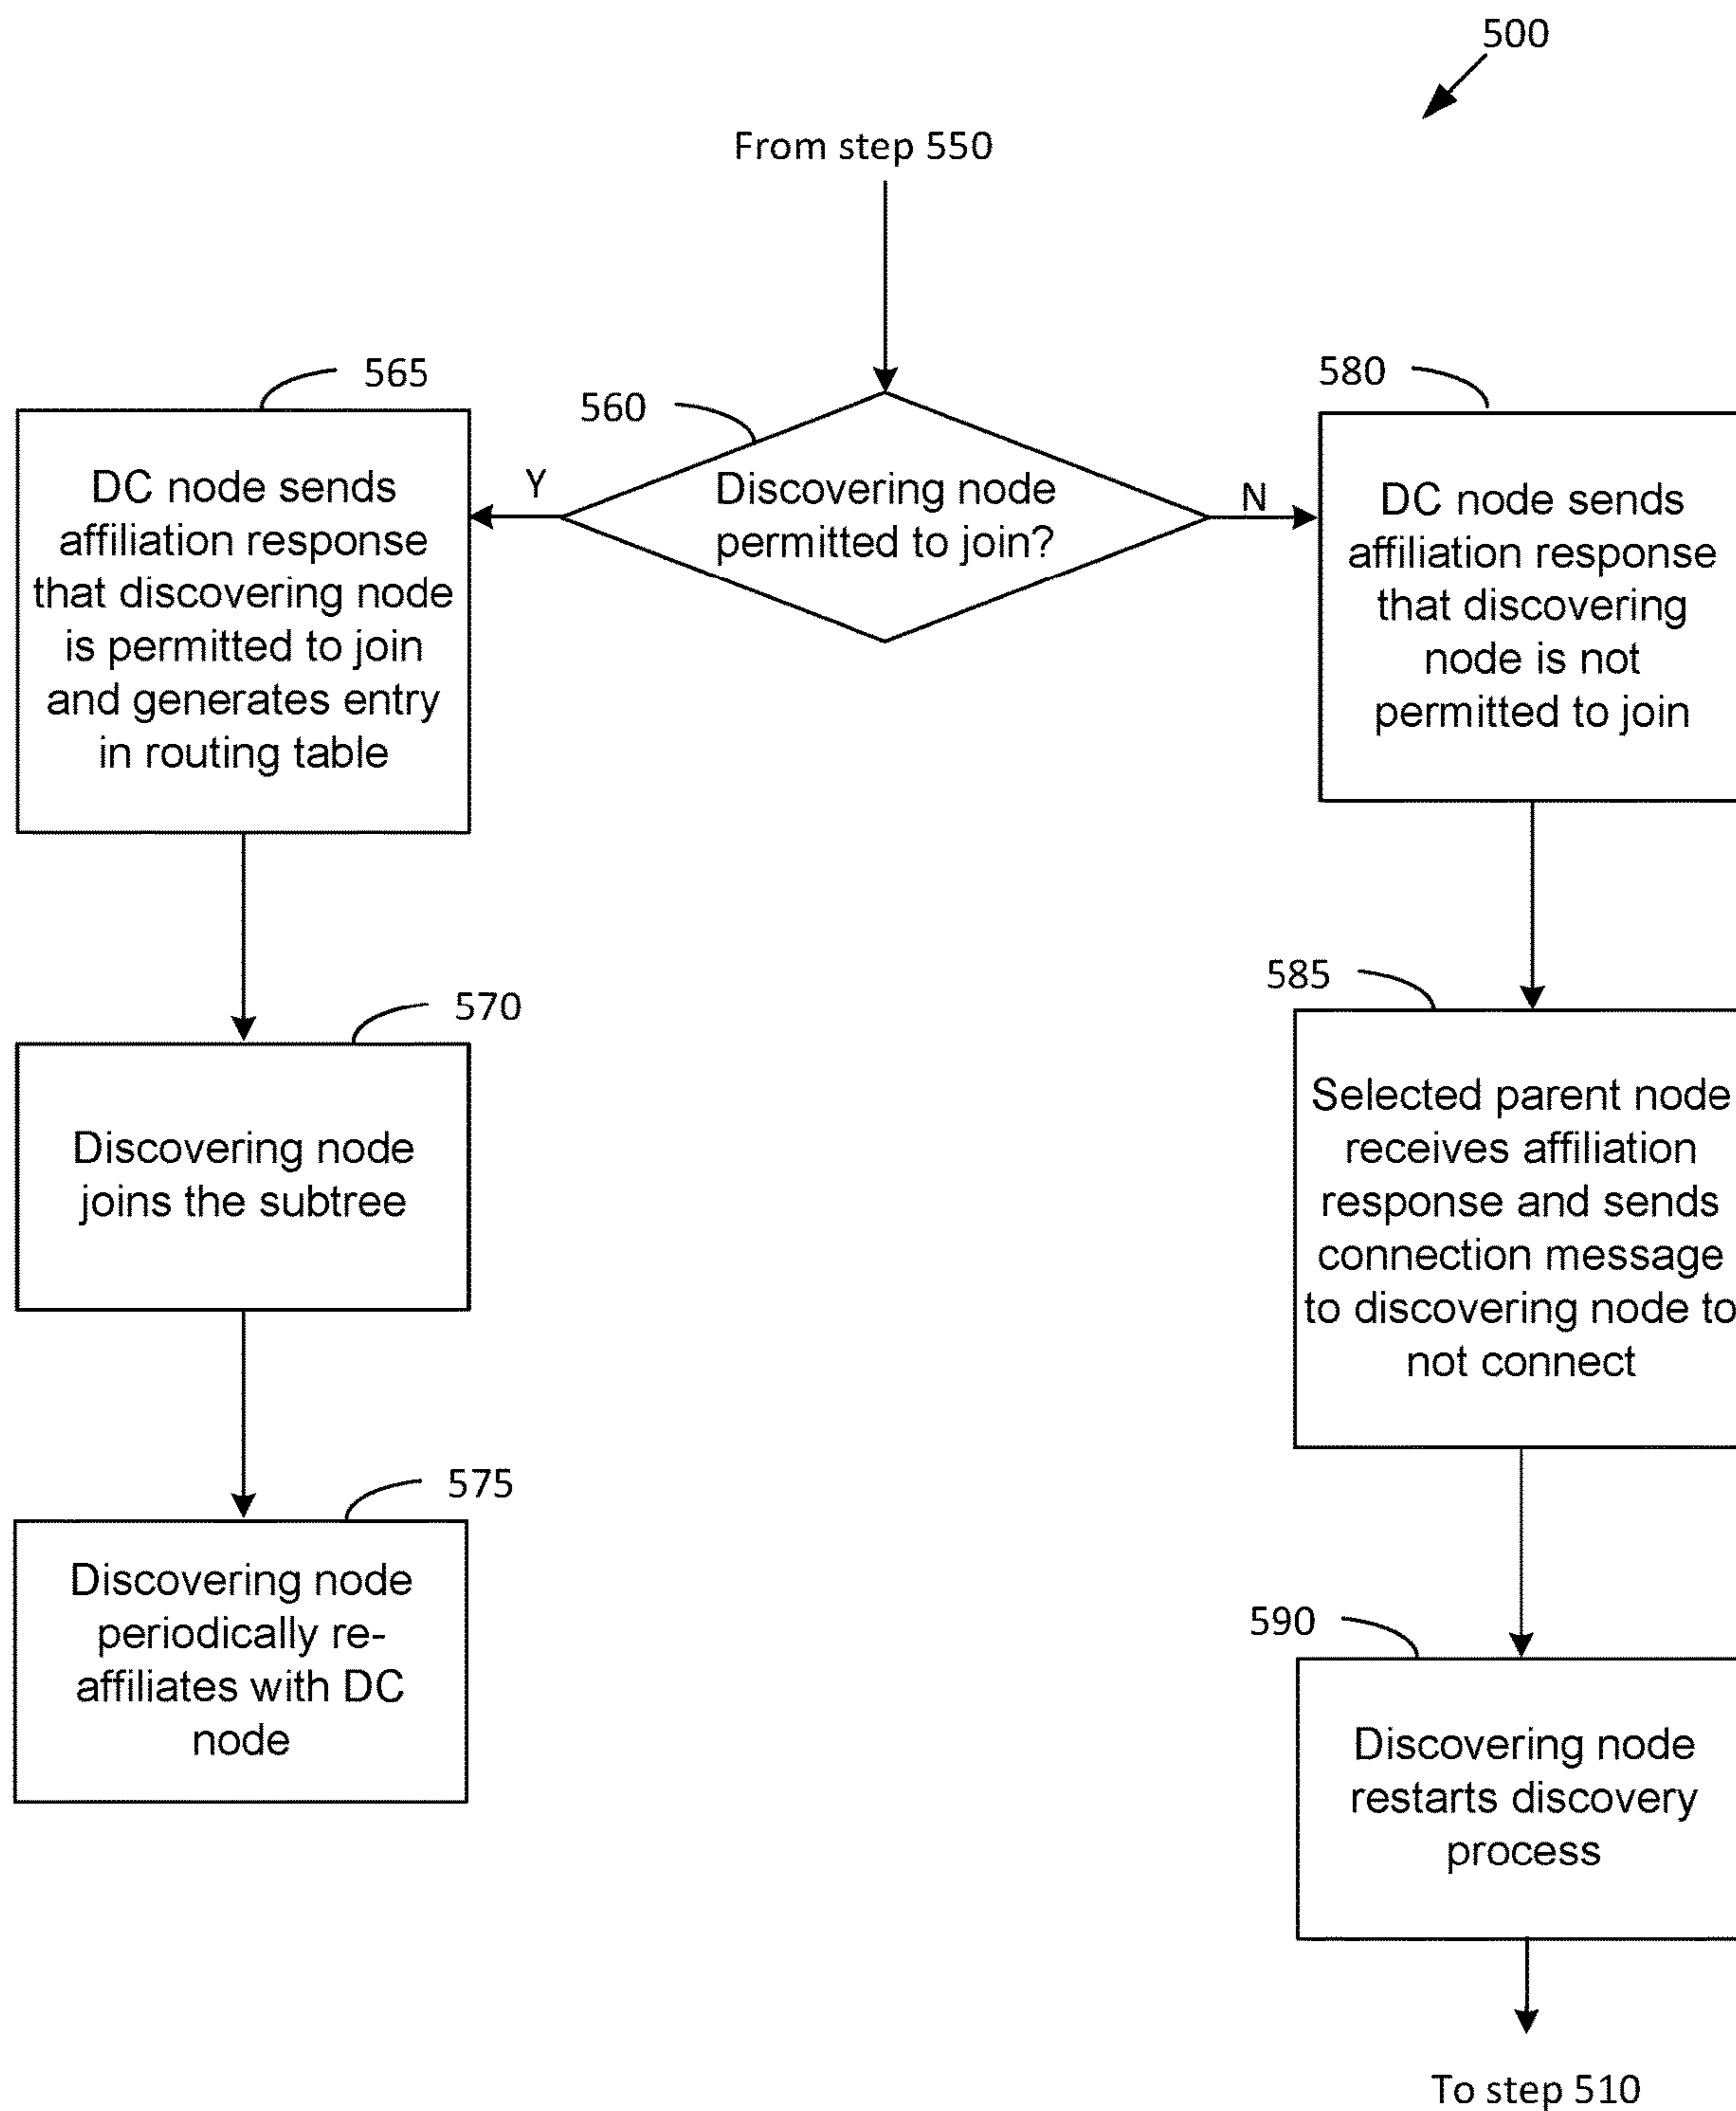 500
From step 550
565
DC node sends
affiliation response
that discovering node
is permitted to join
and generates entry
in routing table
560
Y
Discovering node
permitted to join?
N
580
DC node sends
affiliation response
that discovering
node is not
permitted to join
570
Discovering node
joins the subtree
585
Selected parent node
receives affiliation
response and sends
connection message
to discovering node to
not connect
575
Discovering node
periodically re-
affiliates with DC
node
590
Discovering node
restarts discovery
process
To step 510